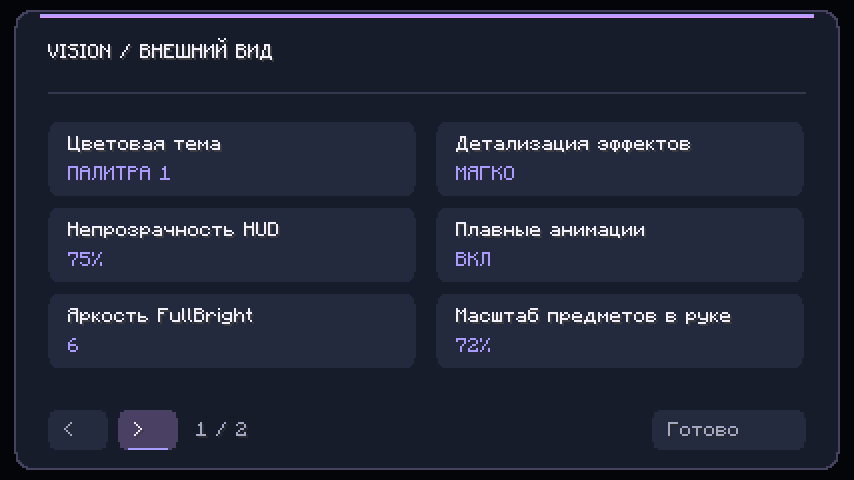 VISION / ВНЕШНИЙ ВИД
Цветовая тема
ПАЛИТРА 1
Детализация эффектов
МЯГКО
Непрозрачность HUD
75%
Плавные анимации
ВКЛ
Яркость FullBright
6
Масштаб предметов в руке
72%
< > 1 / 2 Готово